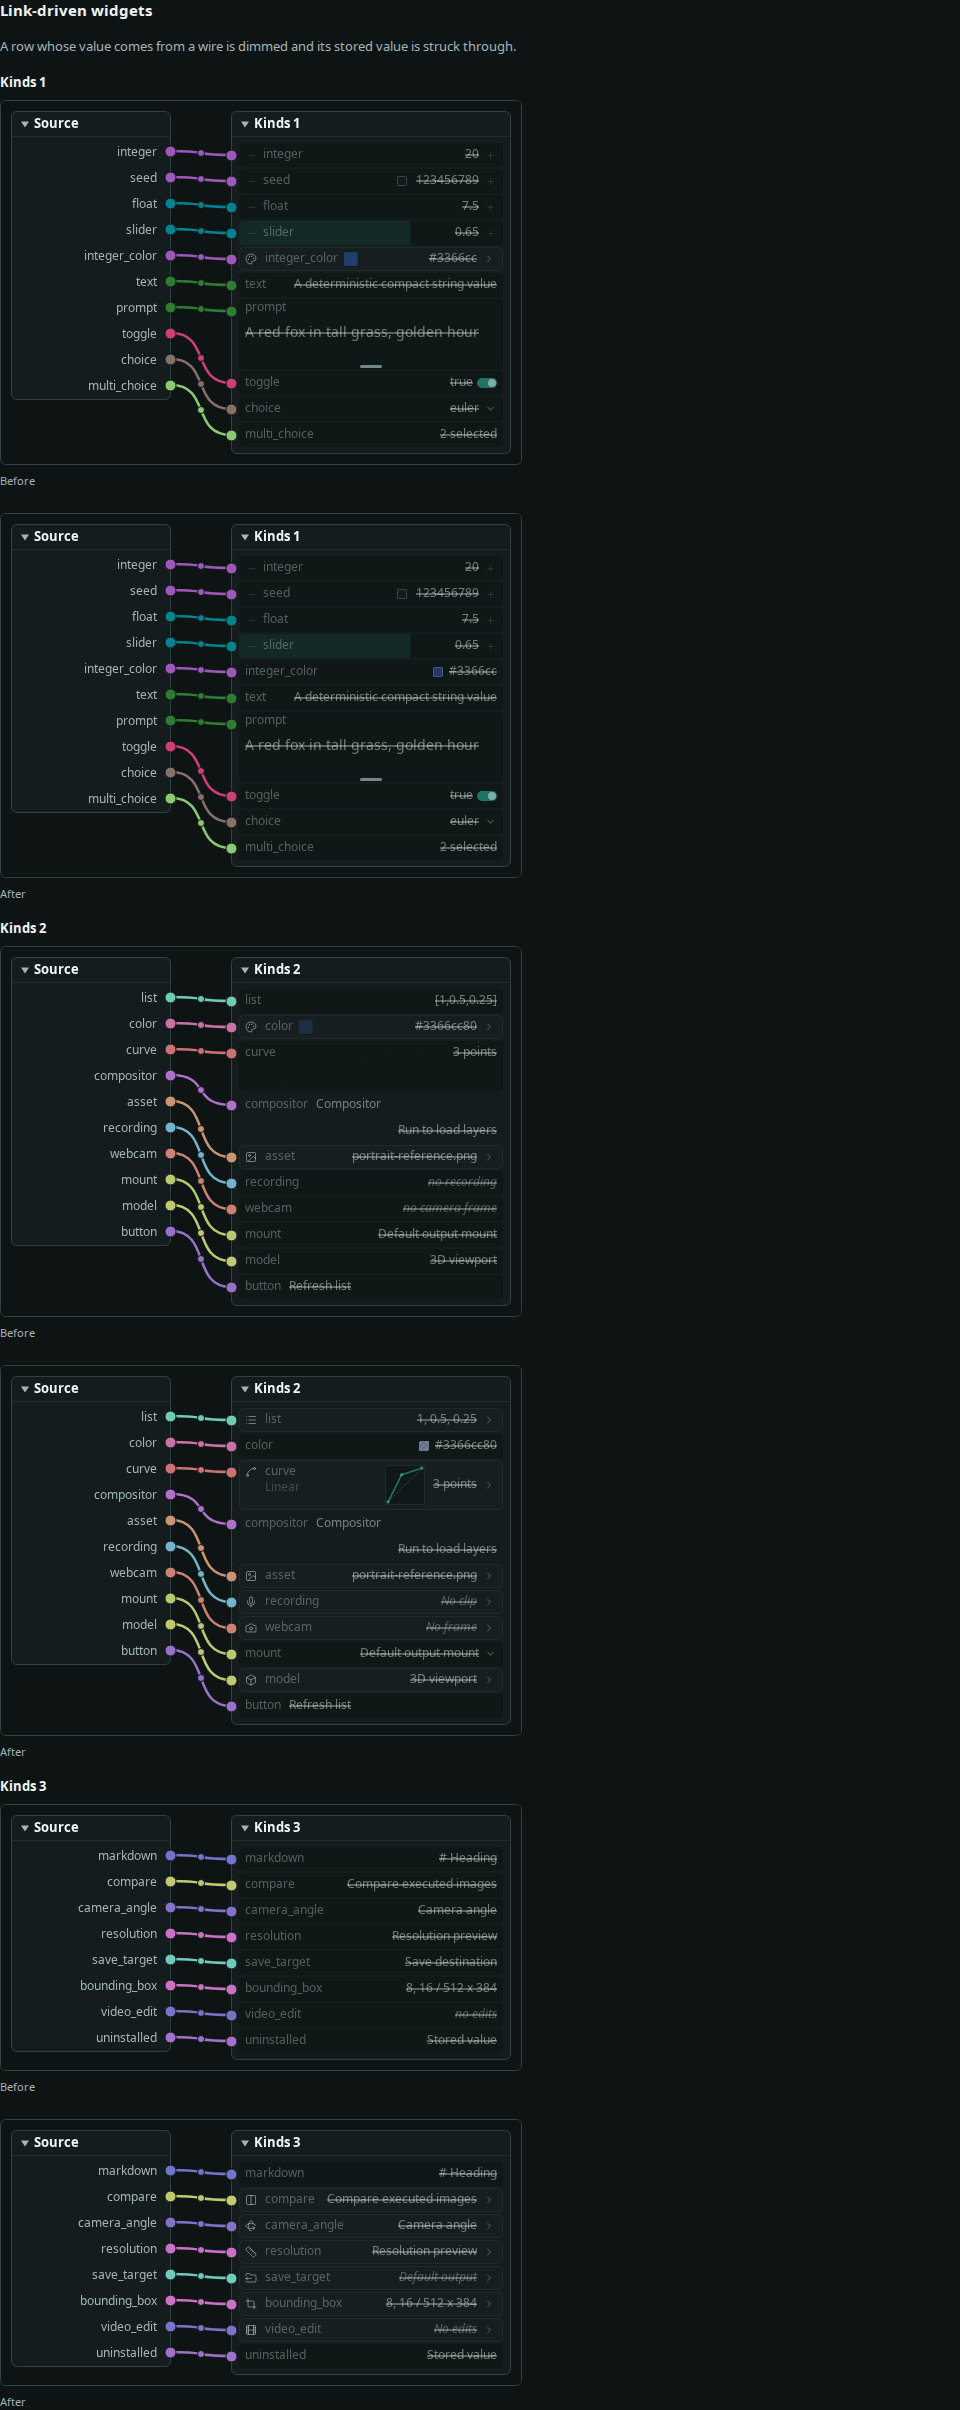 Link-driven widgets
A row whose value comes from a wire is dimmed and its stored value is struck through.
Kinds 1
Source
integer
seed
float
slider
integer_color
text
prompt
toggle
choice
multi_choice
Kinds 1
− integer 20 +
seed 123456789 +
− float 7.5 +
− slider 0.65 +
integer_color #3366cc
text A deterministic compact string value
prompt
A red fox in tall grass, golden hour
toggle true
choice euler
multi_choice 2 selected
Before
Source
integer
seed
float
slider
integer_color
text
prompt
toggle
choice
multi_choice
Kinds 1
− integer 20 +
− seed 123456789 +
− float 7.5 +
− slider 0.65 +
integer_color #3366cc
text A deterministic compact string value
prompt
A red fox in tall grass, golden hour
toggle true
choice euler
multi_choice 2 selected
After
Kinds 2
Source
list
color
curve
compositor
asset
recording
webcam
mount
model
button
Kinds 2
list [1,0.5,0.25]
color #3366cc80
curve 3 points
compositor Compositor
Run to load layers
asset portrait-reference.png
recording no recording
webcam no camera frame
mount Default output mount
model 3D viewport
button Refresh list
Before
Source
list
color
curve
compositor
asset
recording
webcam
mount
model
button
Kinds 2
list 1, 0.5, 0.25
color #3366cc80
curve 3 points
Linear
compositor Compositor
Run to load layers
asset portrait-reference.png
recording No clip
webcam No frame
mount Default output mount
model 3D viewport
button Refresh list
After
Kinds 3
Source
markdown
compare
camera_angle
resolution
save_target
bounding_box
video_edit
uninstalled
Kinds 3
markdown # Heading
compare Compare executed images
camera_angle Camera angle
resolution Resolution preview
save_target Save destination
bounding_box 8, 16 / 512 x 384
video_edit no edits
uninstalled Stored value
Before
Source
markdown
compare
camera_angle
resolution
save_target
bounding_box
video_edit
uninstalled
Kinds 3
markdown # Heading
compare Compare executed images
camera_angle Camera angle
resolution Resolution preview
save_target Default output
bounding_box 8, 16 / 512 x 384
video_edit No edits
uninstalled Stored value
After